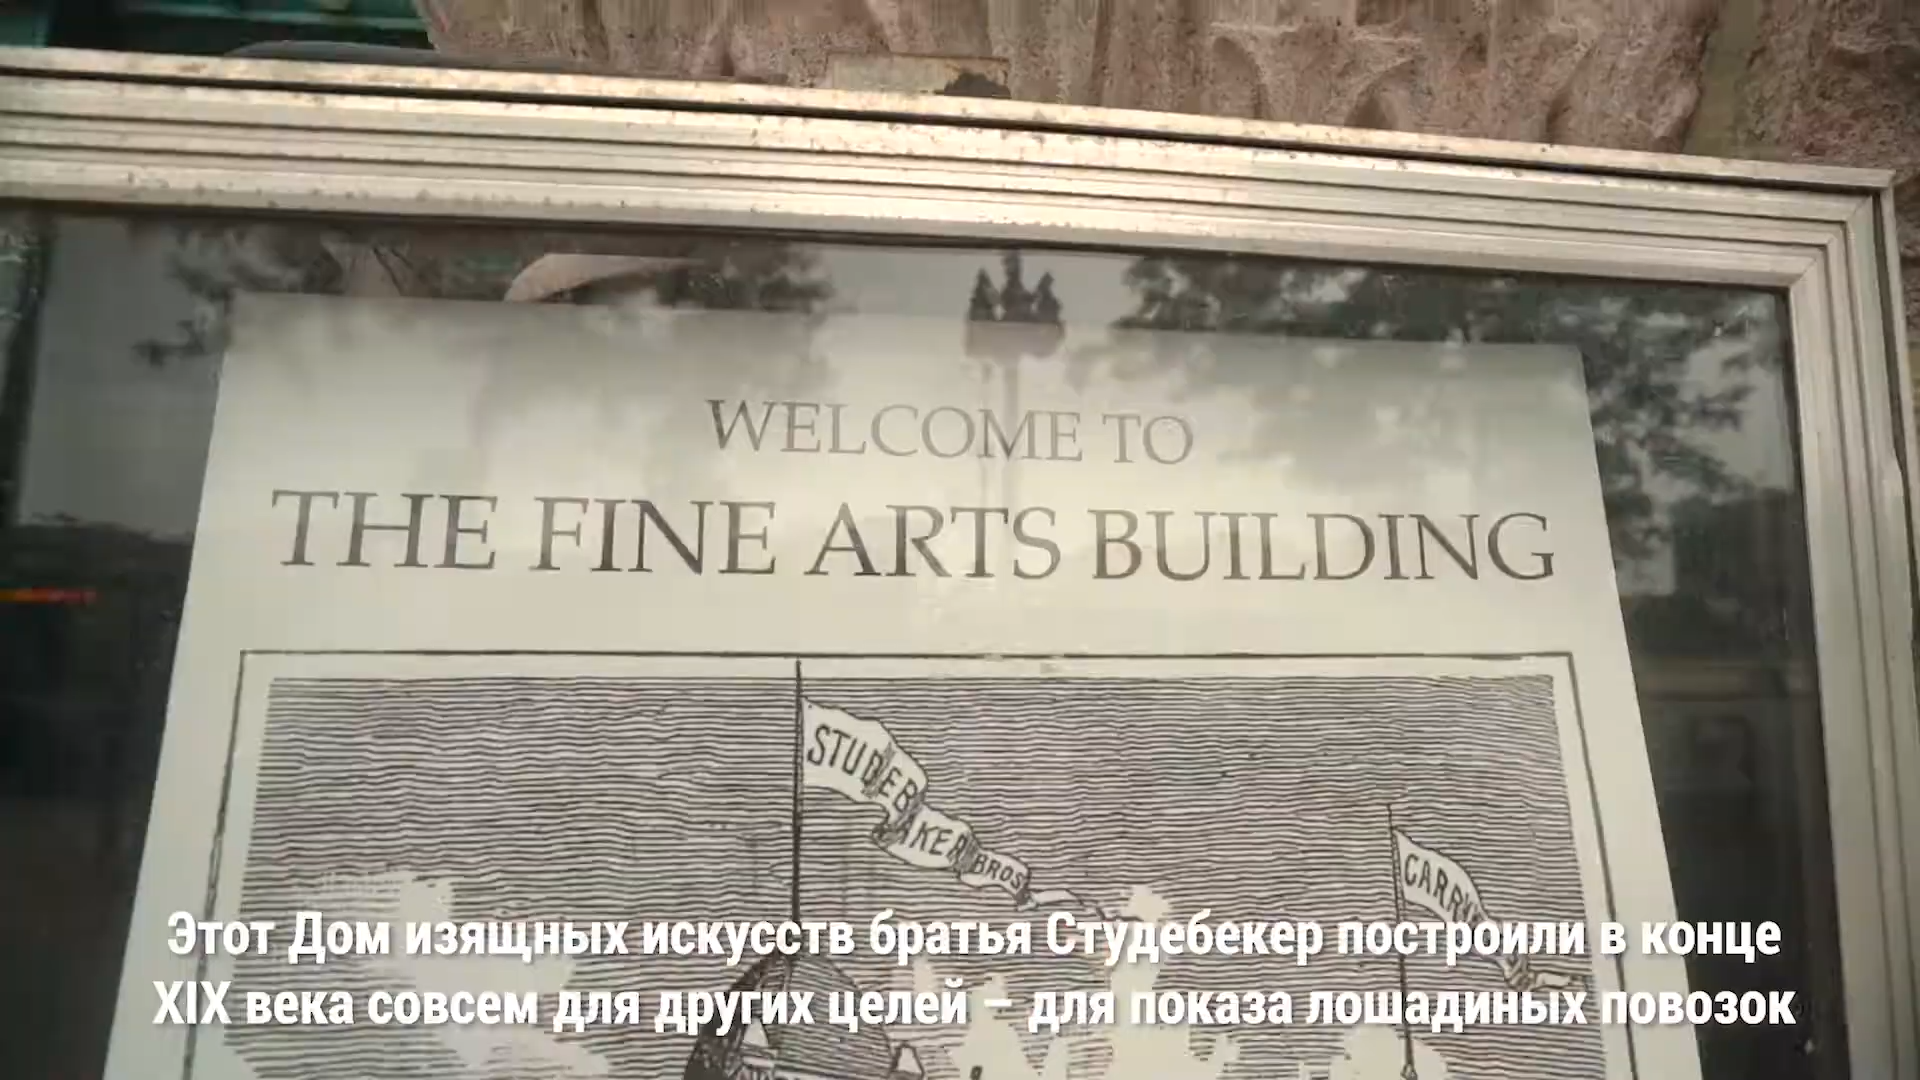 WELCOME TO
THE FINE ARTS BUILDING
STUDEBAKER BROS
Этот Дом изящных искусств братья Студебекер построили в конце
XIX века совсем для других целей – для показа лошадиных повозок